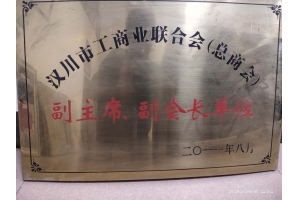 汉川市工商业联合会(总商会)
副主席、副会长单位
二〇一一年八月